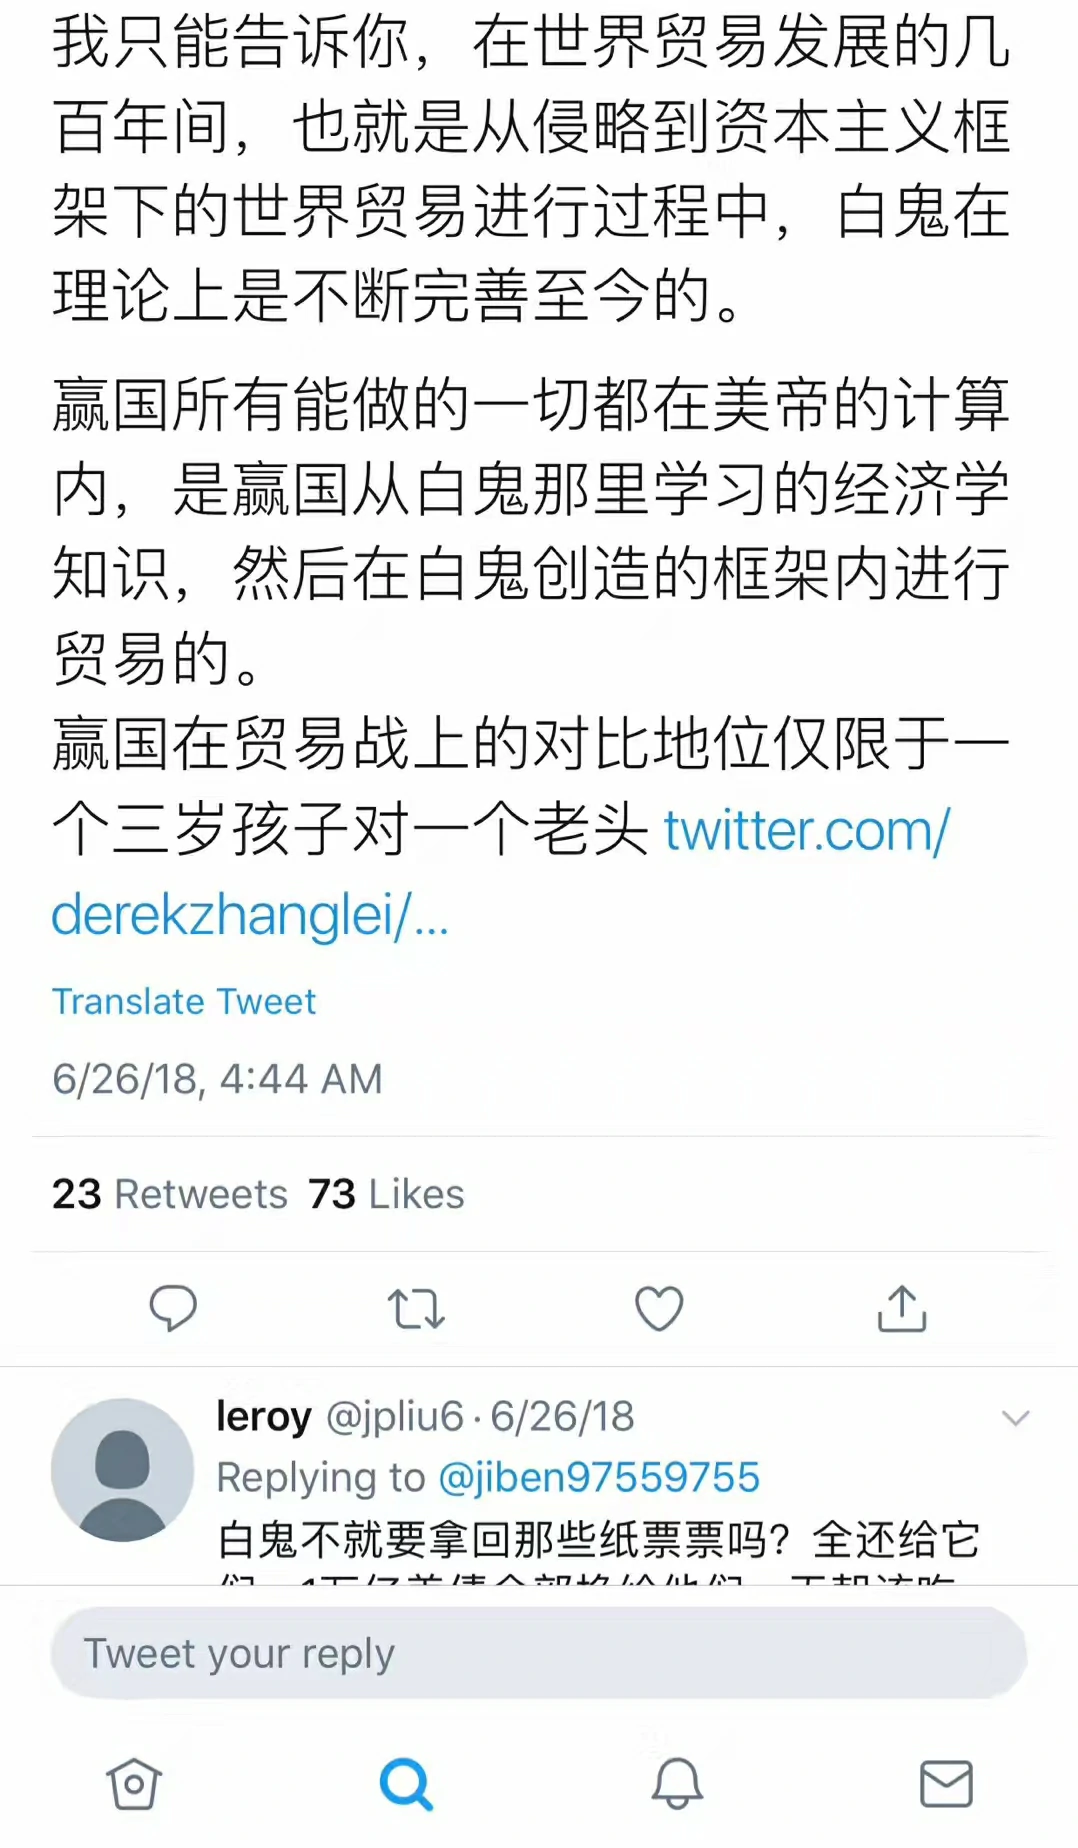 我只能告诉你，在世界贸易发展的几
百年间，也就是从侵略到资本主义框
架下的世界贸易进行过程中，白鬼在
理论上是不断完善至今的。
赢国所有能做的一切都在美帝的计算
内，是赢国从白鬼那里学习的经济学
知识，然后在白鬼创造的框架内进行
贸易的。
赢国在贸易战上的对比地位仅限于一
个三岁孩子对一个老头 twitter.com/
derekzhanglei/...
Translate Tweet
6/26/18, 4:44 AM
23 Retweets 73 Likes
leroy @jpliu6 · 6/26/18
Replying to @jiben97559755
白鬼不就要拿回那些纸票票吗？全还给它
Tweet your reply